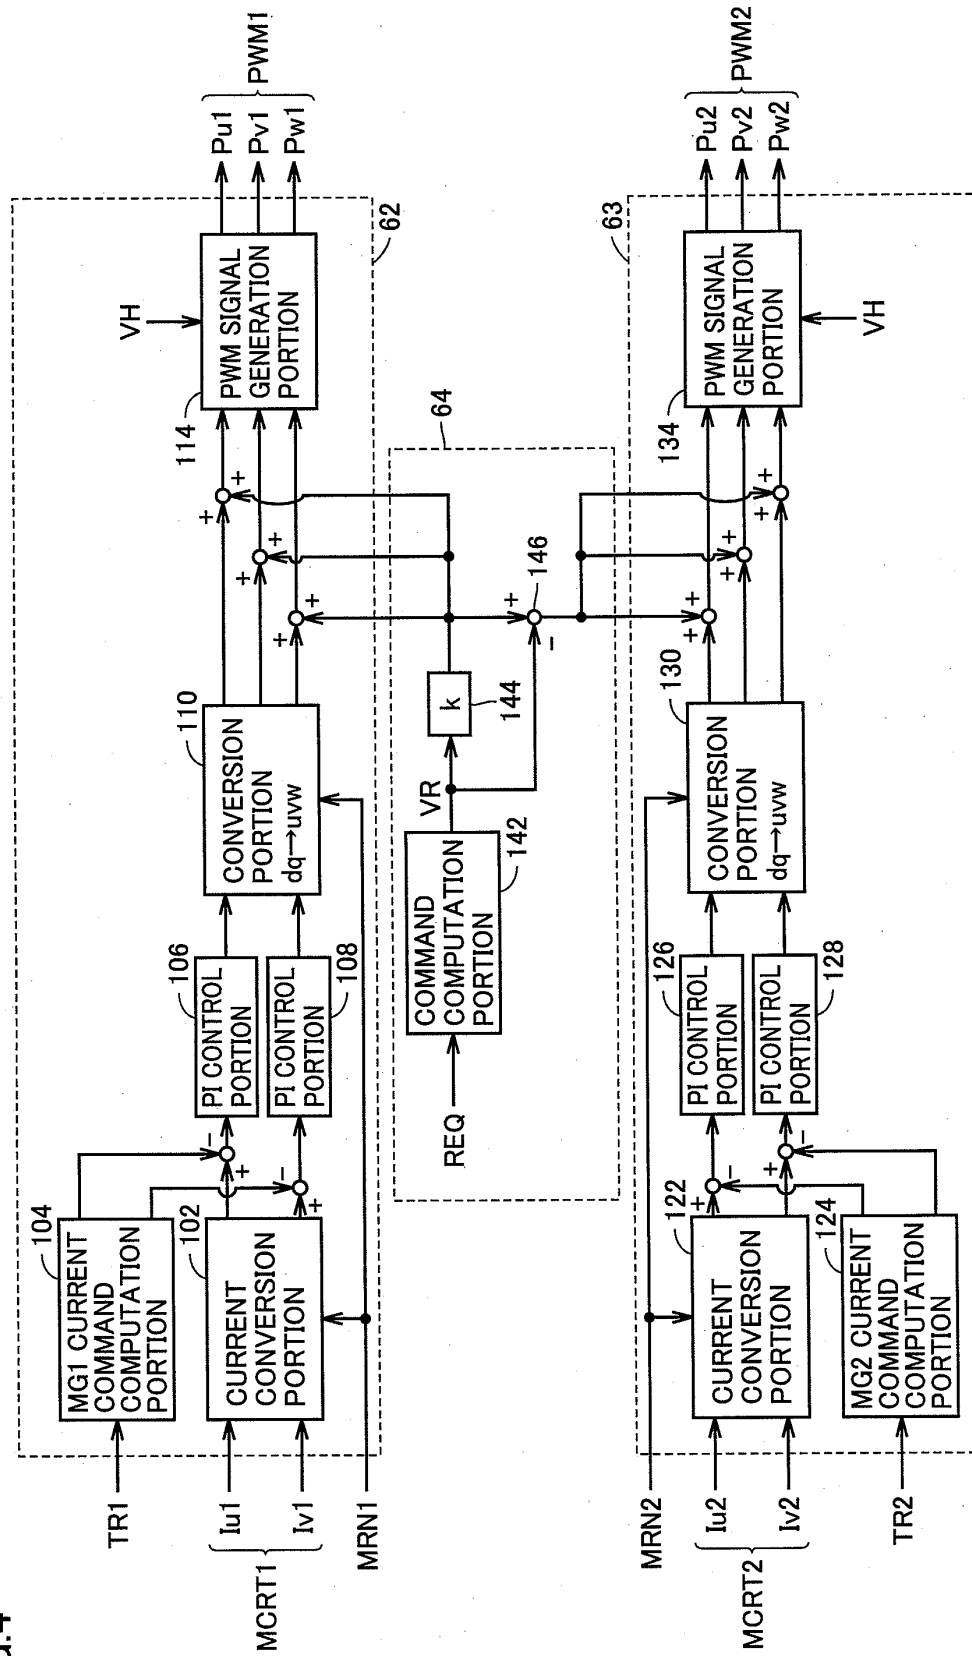 TR1
104
MG1 CURRENT
COMMAND
COMPUTATION
PORTION
MCRT1
Iu1
Iv1
102
CURRENT
CONVERSION
PORTION
MRN1
-
+
-
+
106
PI CONTROL
PORTION
108
PI CONTROL
PORTION
110
CONVERSION
PORTION
dq→uvw
+
+
+
+
+
+
VH
114
PWM SIGNAL
GENERATION
PORTION
62
Pu1
Pv1
Pw1
PWM1
REQ
COMMAND
COMPUTATION
PORTION
142
VR
k
144
+
-
146
64
MRN2
MCRT2
Iu2
Iv2
122
CURRENT
CONVERSION
PORTION
TR2
124
MG2 CURRENT
COMMAND
COMPUTATION
PORTION
+
-
+
-
126
PI CONTROL
PORTION
128
PI CONTROL
PORTION
130
CONVERSION
PORTION
dq→uvw
+
+
+
+
+
+
63
134
PWM SIGNAL
GENERATION
PORTION
VH
Pu2
Pv2
Pw2
PWM2